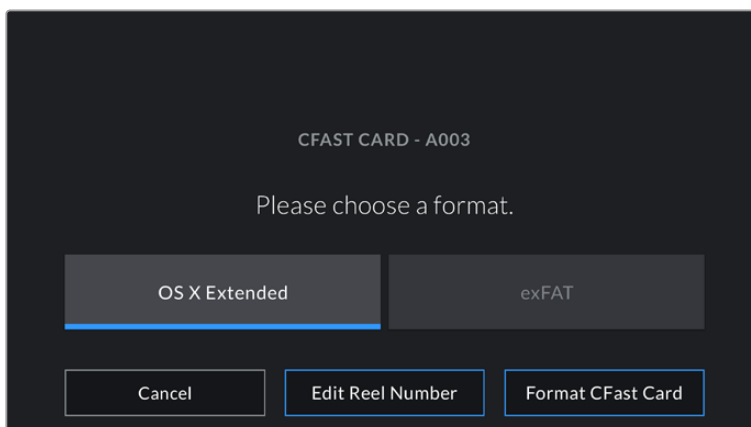 CFAST CARD - A003
Please choose a format.
OS X Extended
exFAT
Cancel
Edit Reel Number
Format CFast Card